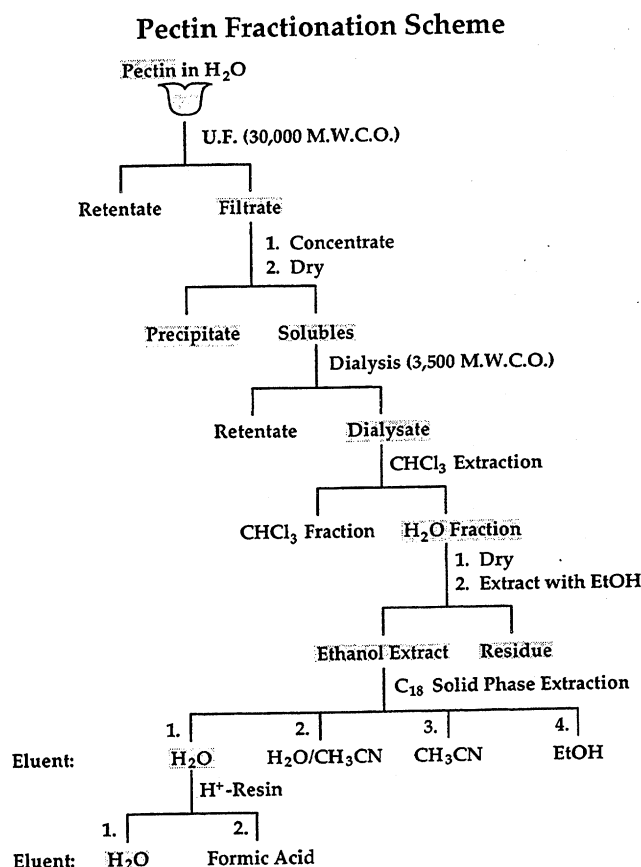 Pectin Fractionation Scheme
Pectin in H₂O
U.F. (30,000 M.W.C.O.)
Retentate Filtrate
1. Concentrate
2. Dry
Precipitate Solubles
Dialysis (3,500 M.W.C.O.)
Retentate Dialysate
CHCl₃ Extraction
CHCl₃ Fraction H₂O Fraction
1. Dry
2. Extract with EtOH
Ethanol Extract Residue
C₁₈ Solid Phase Extraction
1. 2. 3. 4.
Eluent: H₂O H₂O/CH₃CN CH₃CN EtOH
H⁺-Resin
1. 2.
Eluent: H₂O Formic Acid